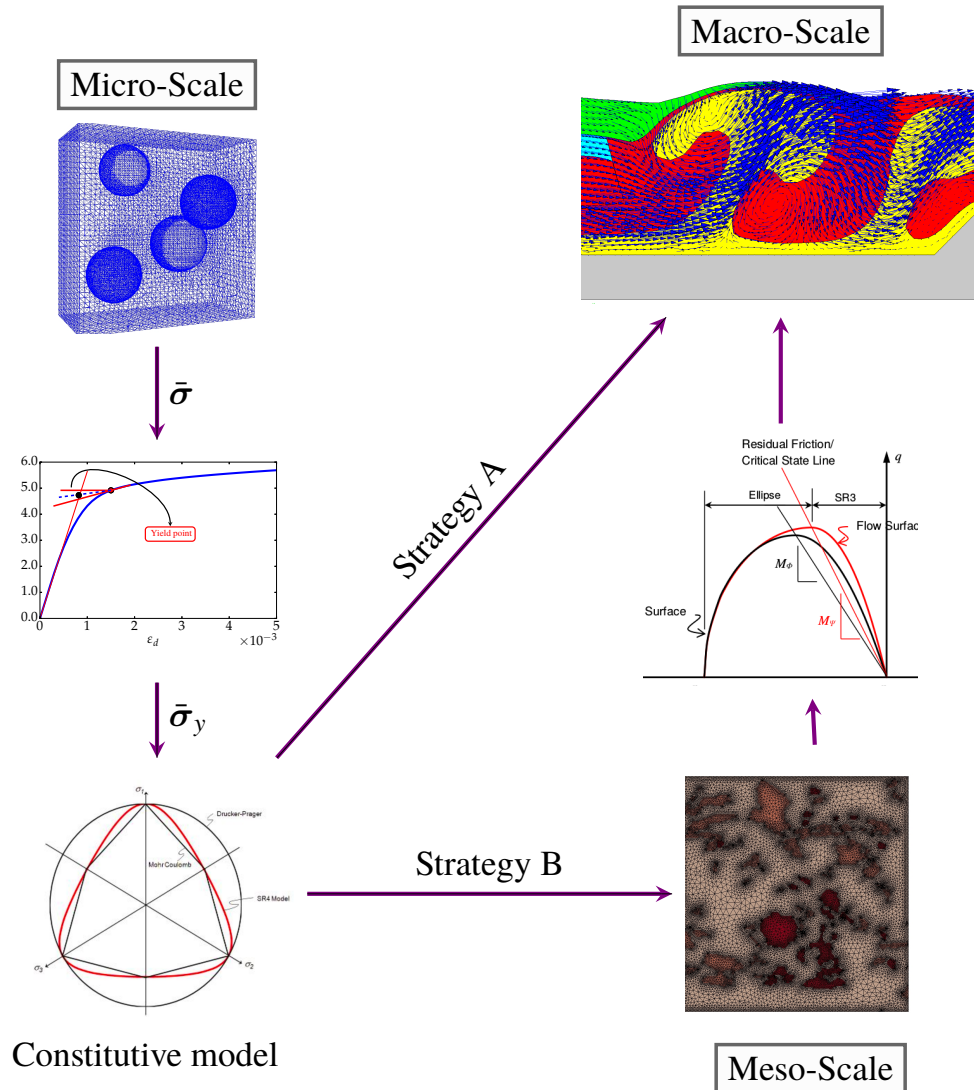 Macro-Scale
Micro-Scale
σ̄
6.0
5.0
4.0
3.0
2.0
1.0
0.0
Yield point
0 1 2 3 4 5
ε_d
×10⁻³
Strategy A
Residual Friction/
Critical State Line
q
Ellipse
SR3
Flow Surfac
M_Φ
Surface
M_Ψ
σ̄_y
σ₁
Drucker-Prager
Mohr Coulomb
SR4 Model
σ₃
σ₂
Strategy B
Constitutive model
Meso-Scale